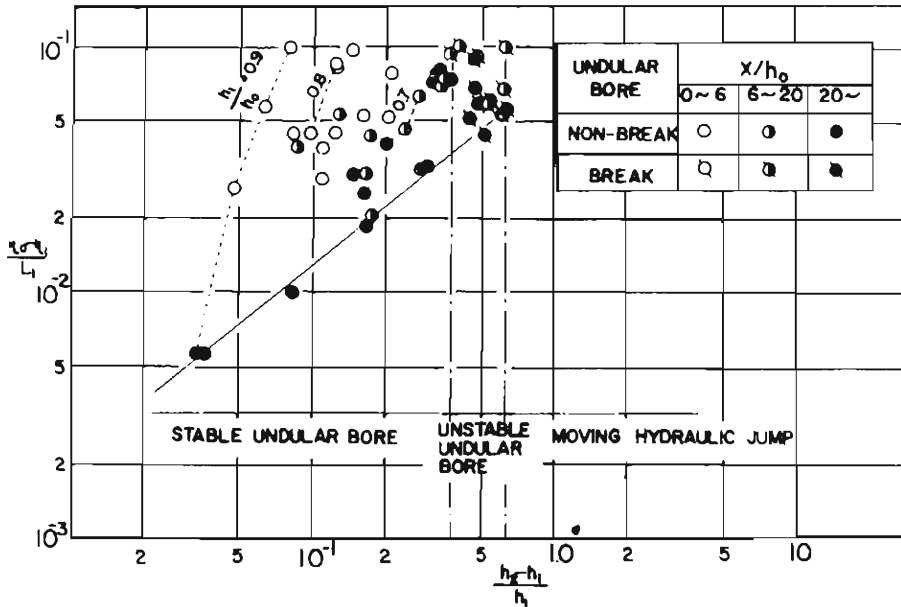 10⁻¹
5
2
10⁻²
5
2
10⁻³
h₁/h₀ = 0.9
0.8
0.7
UNDULAR BORE
X/h₀
0~6 6~20 20~
NON-BREAK
BREAK
STABLE UNDULAR BORE
UNSTABLE
UNDULAR
BORE
MOVING HYDRAULIC JUMP
2 5 10⁻¹ 2 5 1.0 2 5 10
h₂-h₁
h₁